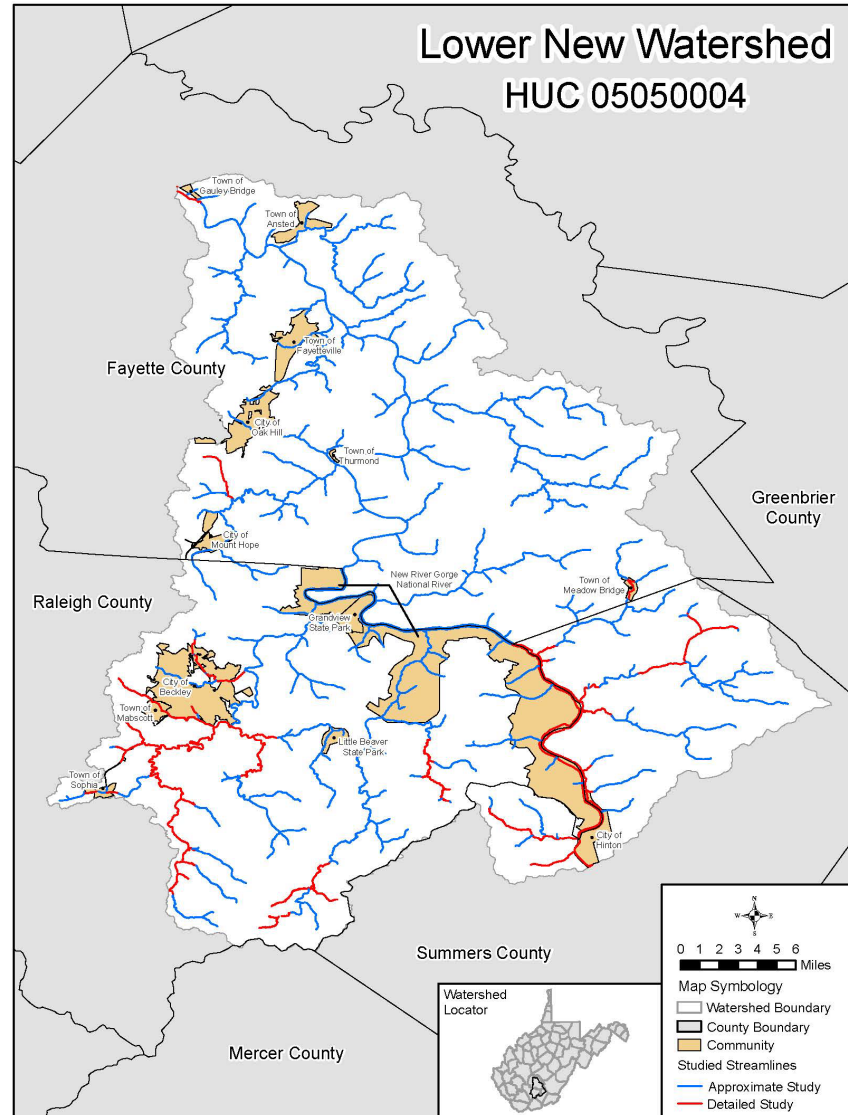 Lower New Watershed
HUC 05050004
Town of
Gauley Bridge
Town of
Ansted
Town of
Fayetteville
Fayette County
City of
Oak Hill
Town of
Thurmond
Greenbrier
County
City of
Mount Hope
New River Gorge
National River
Town of
Meadow Bridge
Raleigh County
Grandview
State Park
City of
Beckley
Town of
Mabscott
Little Beaver
State Park
Town of
Sophia
City of
Hinton
Summers County
Mercer County
Watershed
Locator
N
W E
S
0 1 2 3 4 5 6
Miles
Map Symbology
Watershed Boundary
County Boundary
Community
Studied Streamlines
Approximate Study
Detailed Study